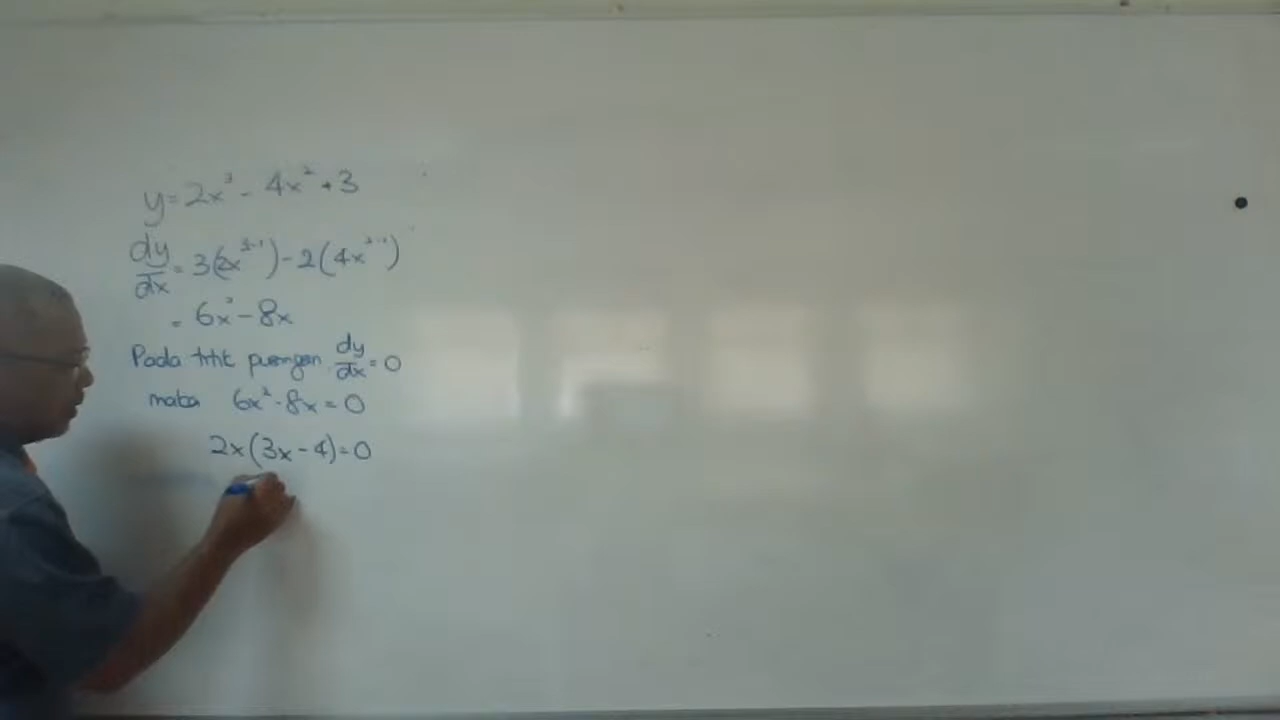 y = 2x³ - 4x² + 3
dy/dx = 3(2x³⁻¹) - 2(4x²⁻¹)
= 6x² - 8x
Pada titik pusingan dy/dx = 0
maka 6x² - 8x = 0
2x(3x - 4) = 0